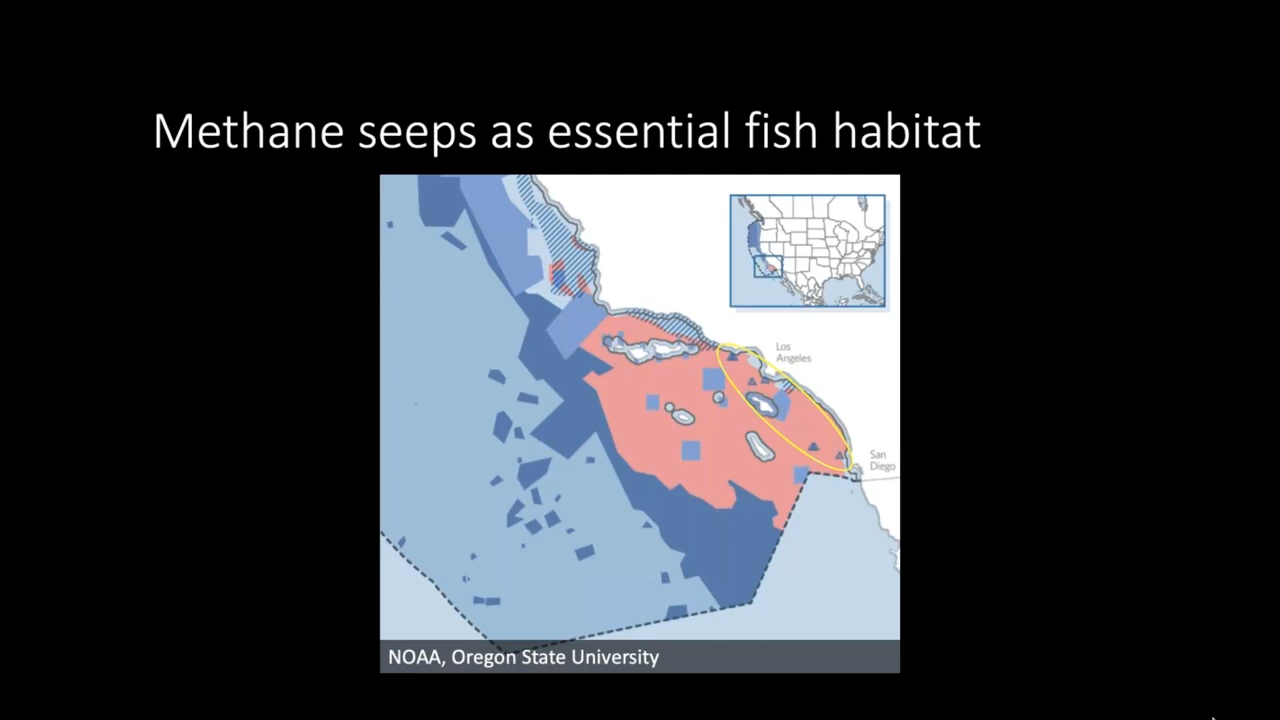 Methane seeps as essential fish habitat
Los
Angeles
San
Diego
NOAA, Oregon State University